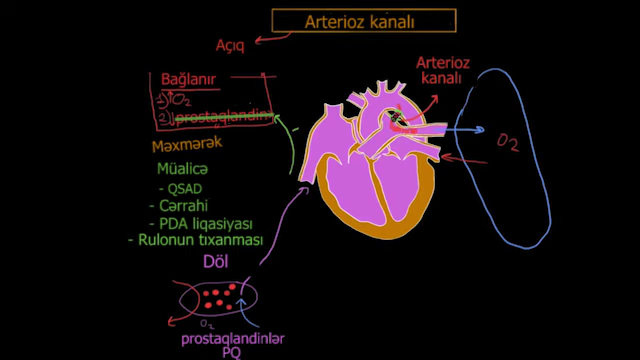 Arterioz kanalı
Açıq
Arterioz
kanalı
Bağlanır
1) ↑O2
2) ↓prostaqlandin
O2
Məxmərək
Müalicə
- QSAD
- Cərrahi
- PDA liqasiyası
- Rulonun tıxanması
Döl
O2
prostaqlandinlər
PQ